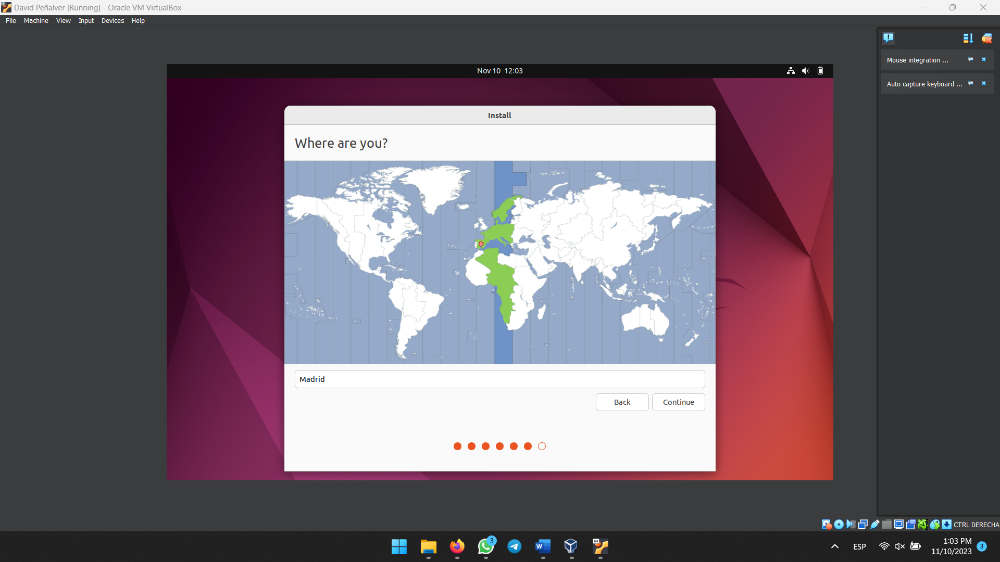 David Peñalver [Running] - Oracle VM VirtualBox
File Machine View Input Devices Help
Mouse integration ...
Auto capture keyboard ...
Nov 10 12:03
Install
Where are you?
Madrid
Back Continue
CTRL DERECHA
64
3
W
64
ESP
1:03 PM
11/10/2023
3